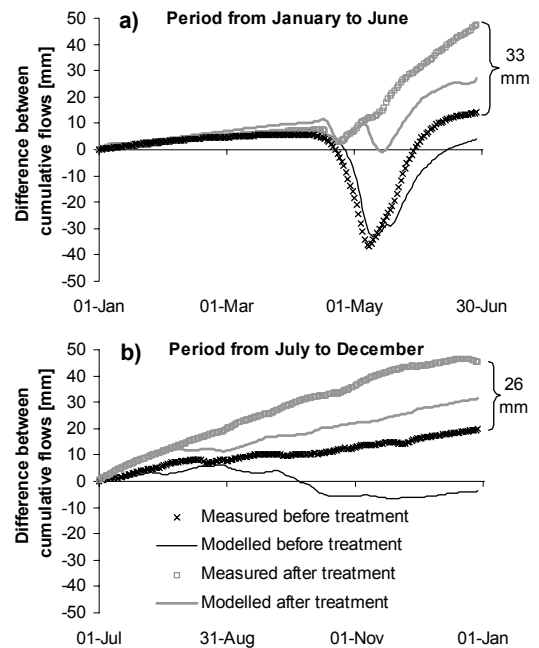 a)
Period from January to June
Difference between
cumulative flows [mm]
50
40
30
20
10
0
-10
-20
-30
-40
-50
01-Jan
01-Mar
01-May
30-Jun
33
mm
b)
Period from July to December
Difference between
cumulative flows [mm]
50
40
30
20
10
0
-10
-20
-30
-40
-50
01-Jul
31-Aug
01-Nov
01-Jan
26
mm
Measured before treatment
Modelled before treatment
Measured after treatment
Modelled after treatment